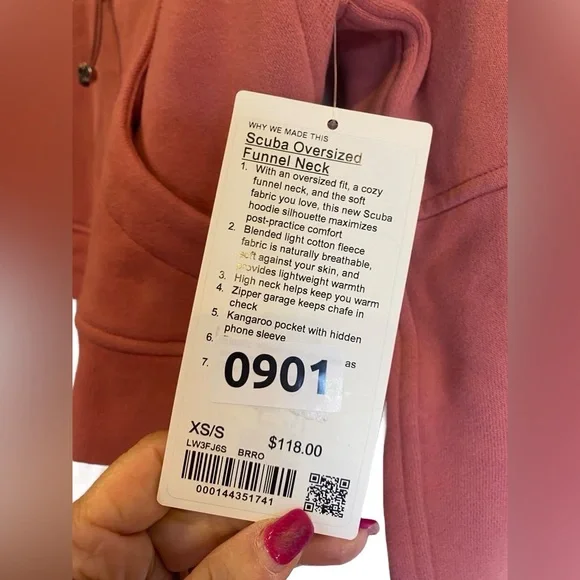 WHY WE MADE THIS
Scuba Oversized
Funnel Neck
1. With an oversized fit, a cozy
funnel neck, and the soft
fabric you love, this new Scuba
hoodie silhouette maximizes
post-practice comfort
2. Blended light cotton fleece
fabric is naturally breathable,
soft against your skin, and
provides lightweight warmth
3. High neck helps keep you warm
4. Zipper garage keeps chafe in
check
5. Kangaroo pocket with hidden
phone sleeve
6.
7. as
0901
XS/S $118.00
LW3FJ6S BRRO
000144351741